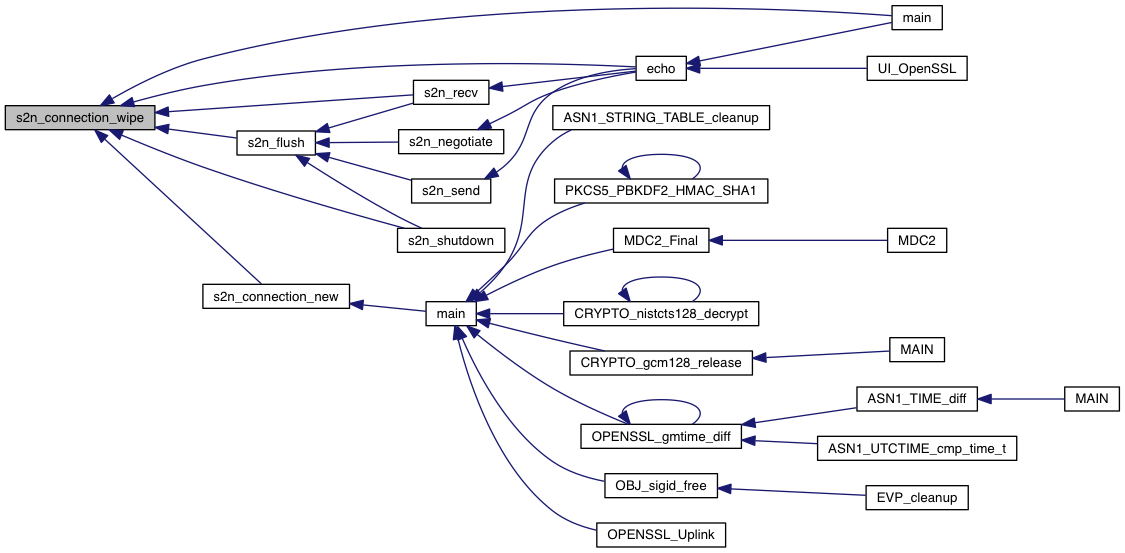 main
echo
UI_OpenSSL
s2n_recv
s2n_connection_wipe
ASN1_STRING_TABLE_cleanup
s2n_flush
s2n_negotiate
s2n_send
PKCS5_PBKDF2_HMAC_SHA1
s2n_shutdown
MDC2_Final
MDC2
s2n_connection_new
main
CRYPTO_nistcts128_decrypt
CRYPTO_gcm128_release
MAIN
ASN1_TIME_diff
MAIN
OPENSSL_gmtime_diff
ASN1_UTCTIME_cmp_time_t
OBJ_sigid_free
EVP_cleanup
OPENSSL_Uplink